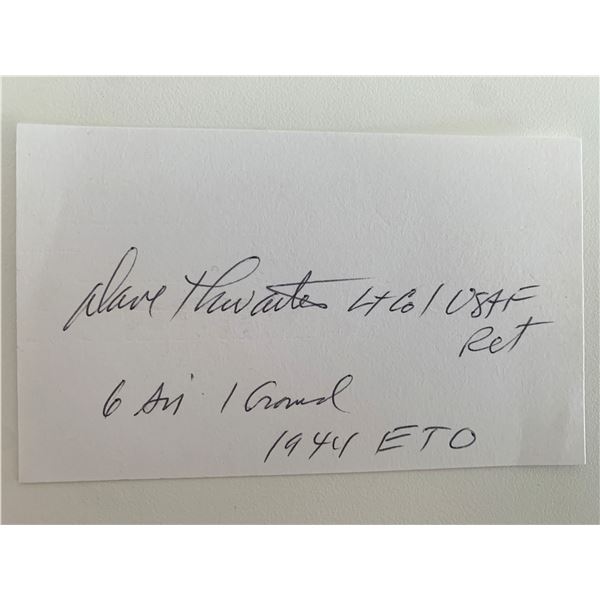 Dave Thwaites Lt Col USAF
Ret
6 Air 1 Ground
1944 ETO